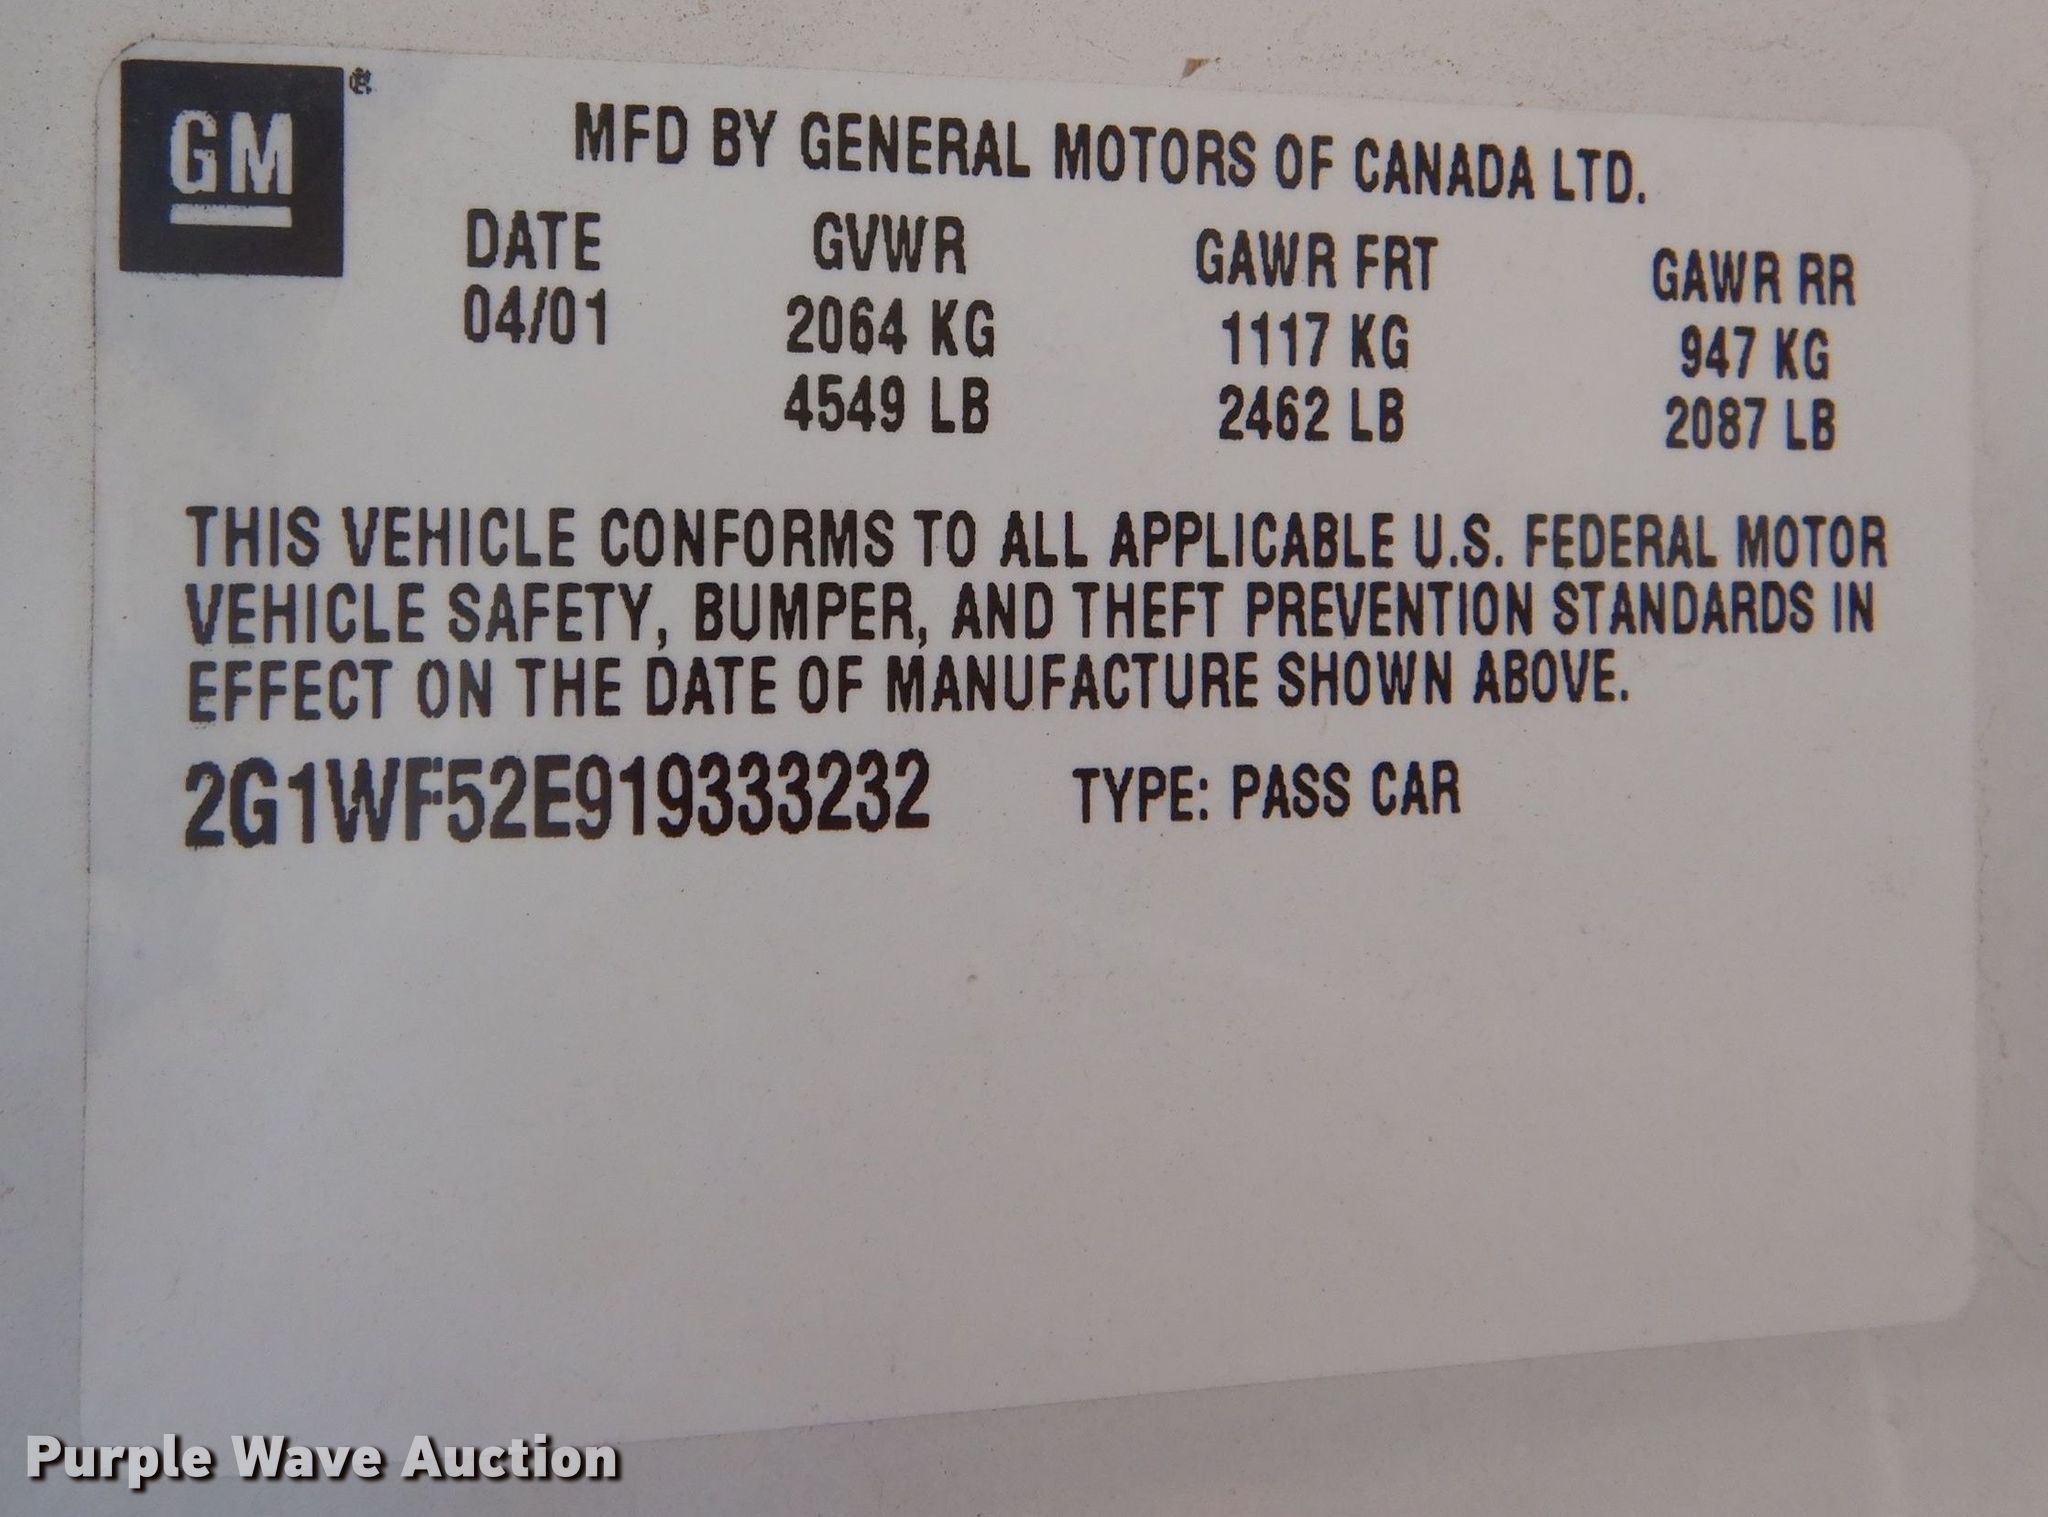 GM®
MFD BY GENERAL MOTORS OF CANADA LTD.
DATE GVWR GAWR FRT GAWR RR
04/01 2064 KG 1117 KG 947 KG
4549 LB 2462 LB 2087 LB
THIS VEHICLE CONFORMS TO ALL APPLICABLE U.S. FEDERAL MOTOR
VEHICLE SAFETY, BUMPER, AND THEFT PREVENTION STANDARDS IN
EFFECT ON THE DATE OF MANUFACTURE SHOWN ABOVE.
2G1WF52E919333232 TYPE: PASS CAR
Purple Wave Auction